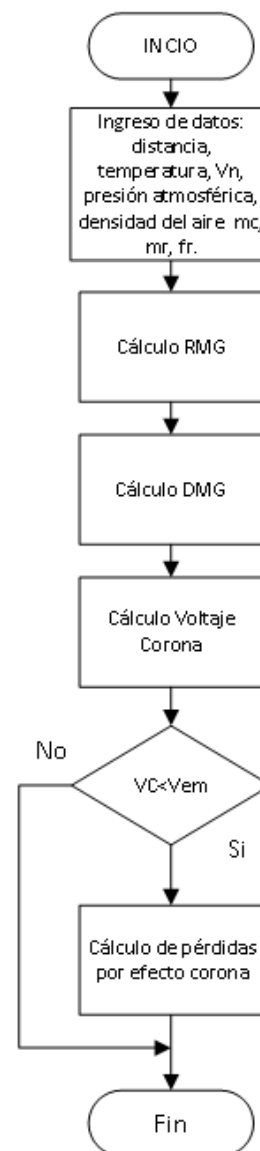 INCIO
Ingreso de datos:
distancia,
temperatura, Vn,
presión atmosférica,
densidad del aire mc,
mr, fr.
Cálculo RMG
Cálculo DMG
Cálculo Voltaje
Corona
VC<Vem
No
Si
Cálculo de pérdidas
por efecto corona
Fin